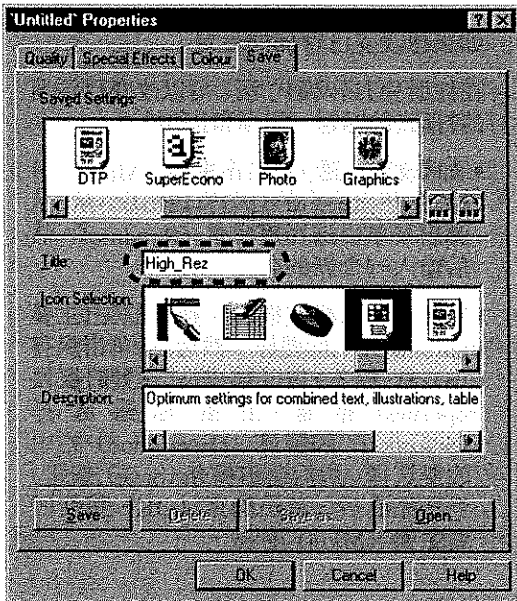 'Untitled' Properties
Quality Special Effects Colour Save
Saved Settings
DTP SuperEcono Photo Graphics
Title:
High_Rez
Icon Selection:
Description:
Optimum settings for combined text, illustrations, table
Save... Delete Save as... Open...
OK Cancel Help